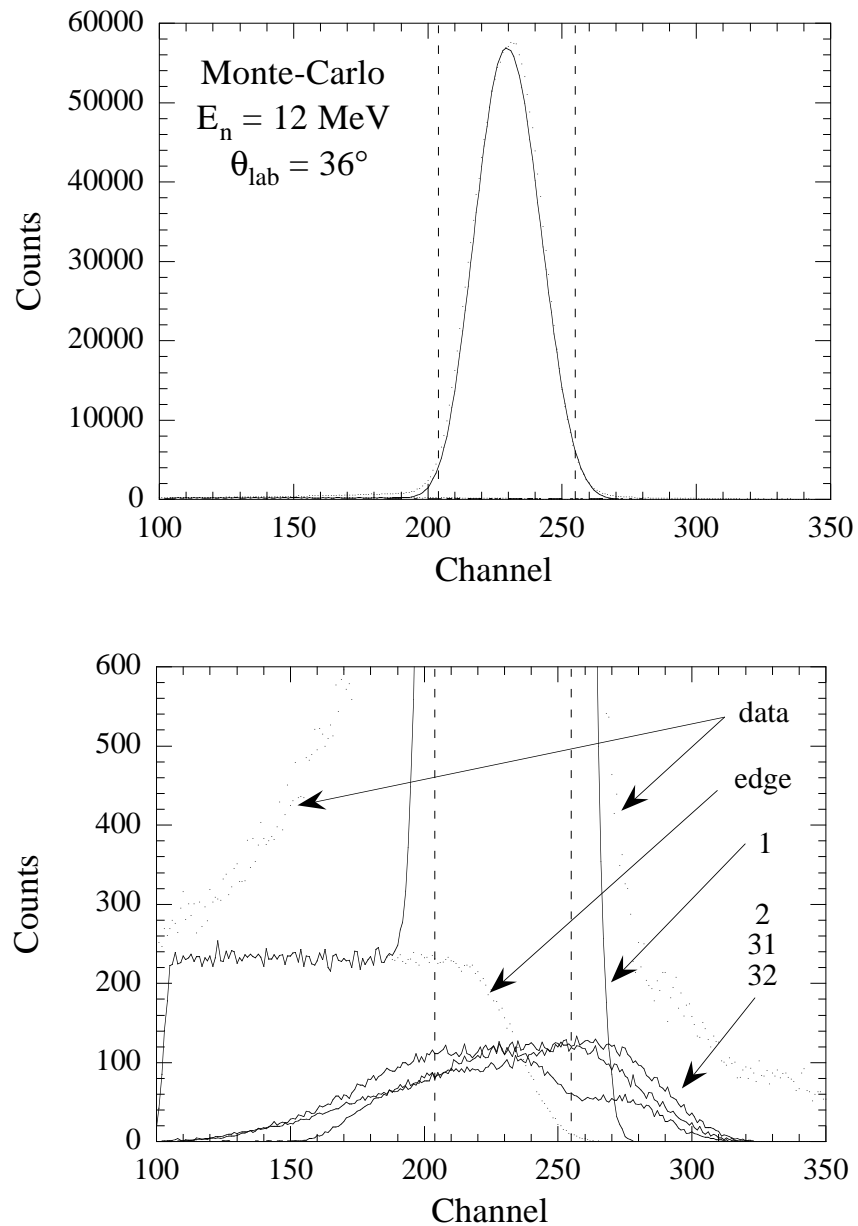 60000
50000
40000
30000
20000
10000
0
Counts
Monte-Carlo
E_n = 12 MeV
θ_lab = 36°
100 150 200 250 300 350
Channel
600
500
400
300
200
100
0
Counts
data
edge
1
2
31
32
100 150 200 250 300 350
Channel